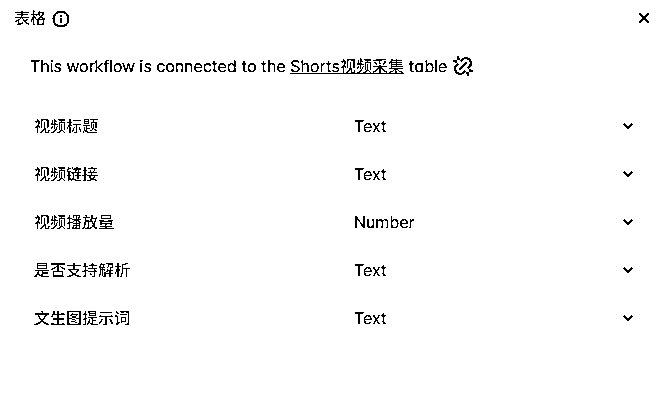 表格
This workflow is connected to the Shorts视频采集 table
视频标题 Text
视频链接 Text
视频播放量 Number
是否支持解析 Text
文生图提示词 Text